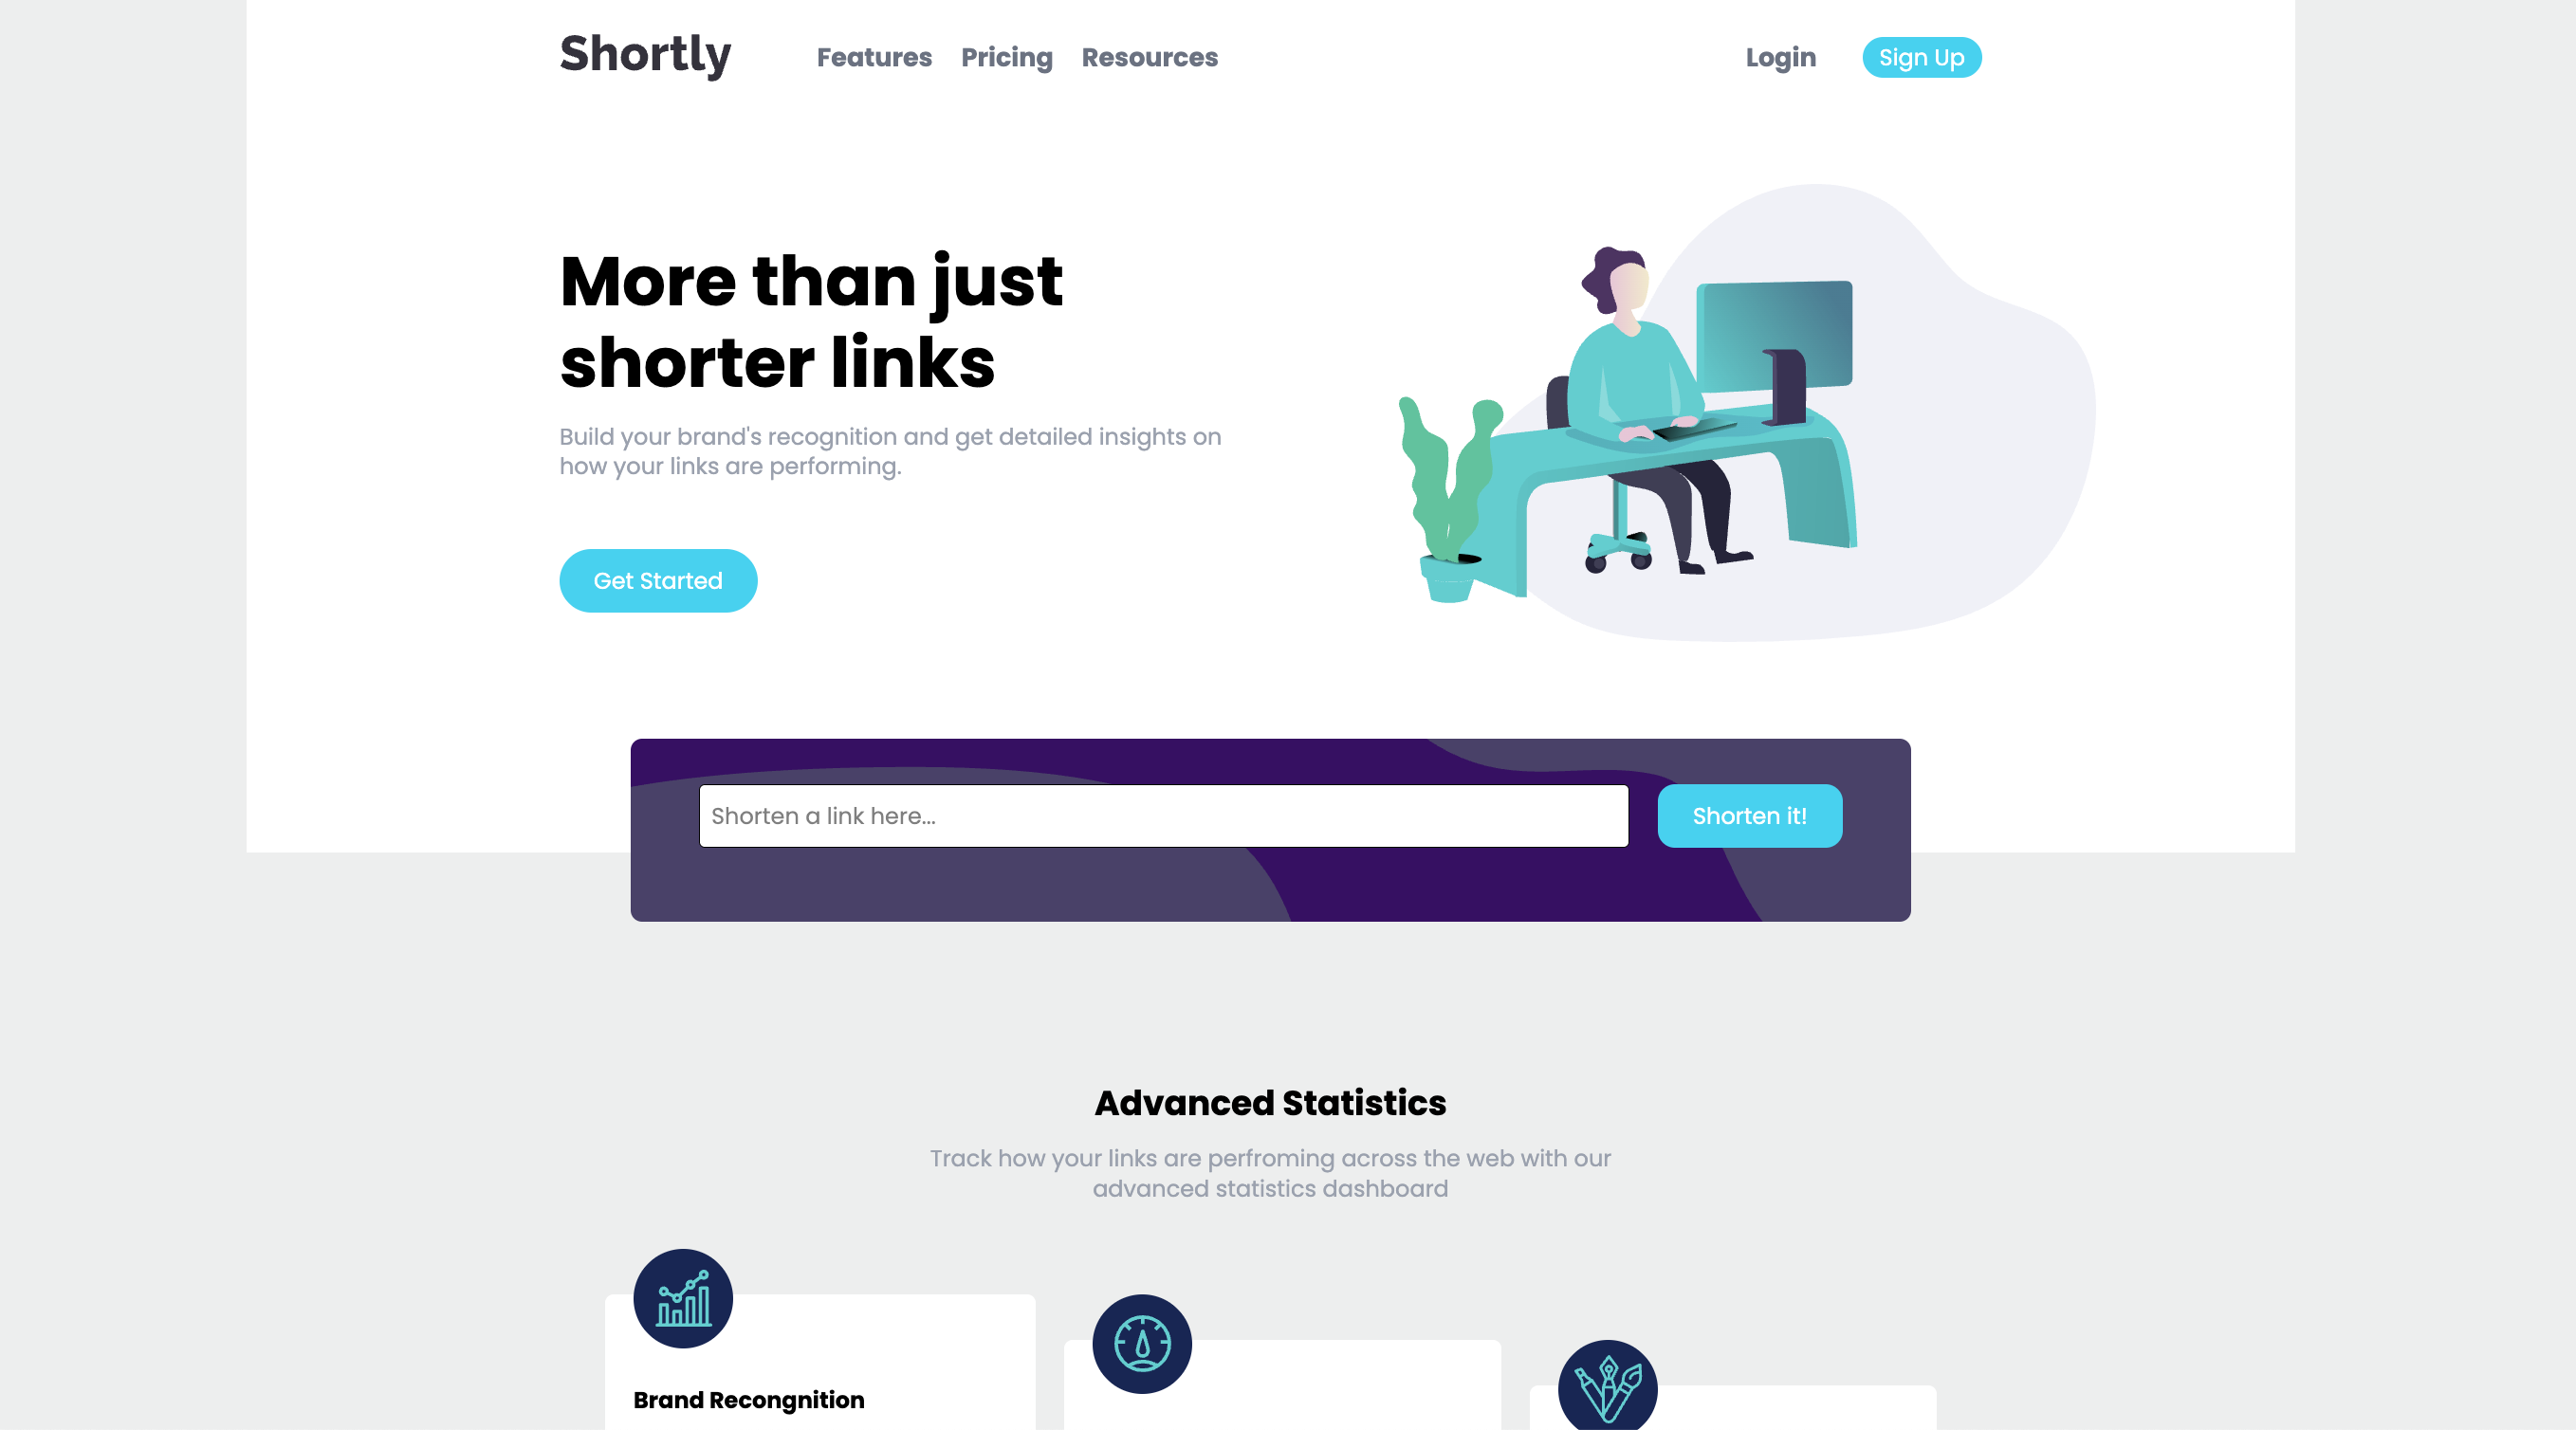 Shortly Features Pricing Resources Login Sign Up
More than just
shorter links
Build your brand's recognition and get detailed insights on
how your links are performing.
Get Started
Shorten a link here... Shorten it!
Advanced Statistics
Track how your links are perfroming across the web with our
advanced statistics dashboard
Brand Recongnition